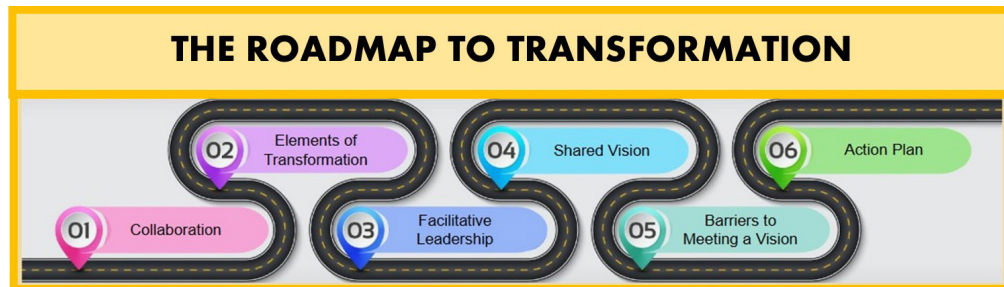 THE ROADMAP TO TRANSFORMATION
01
Collaboration
02
Elements of
Transformation
03
Facilitative
Leadership
04
Shared Vision
05
Barriers to
Meeting a Vision
06
Action Plan